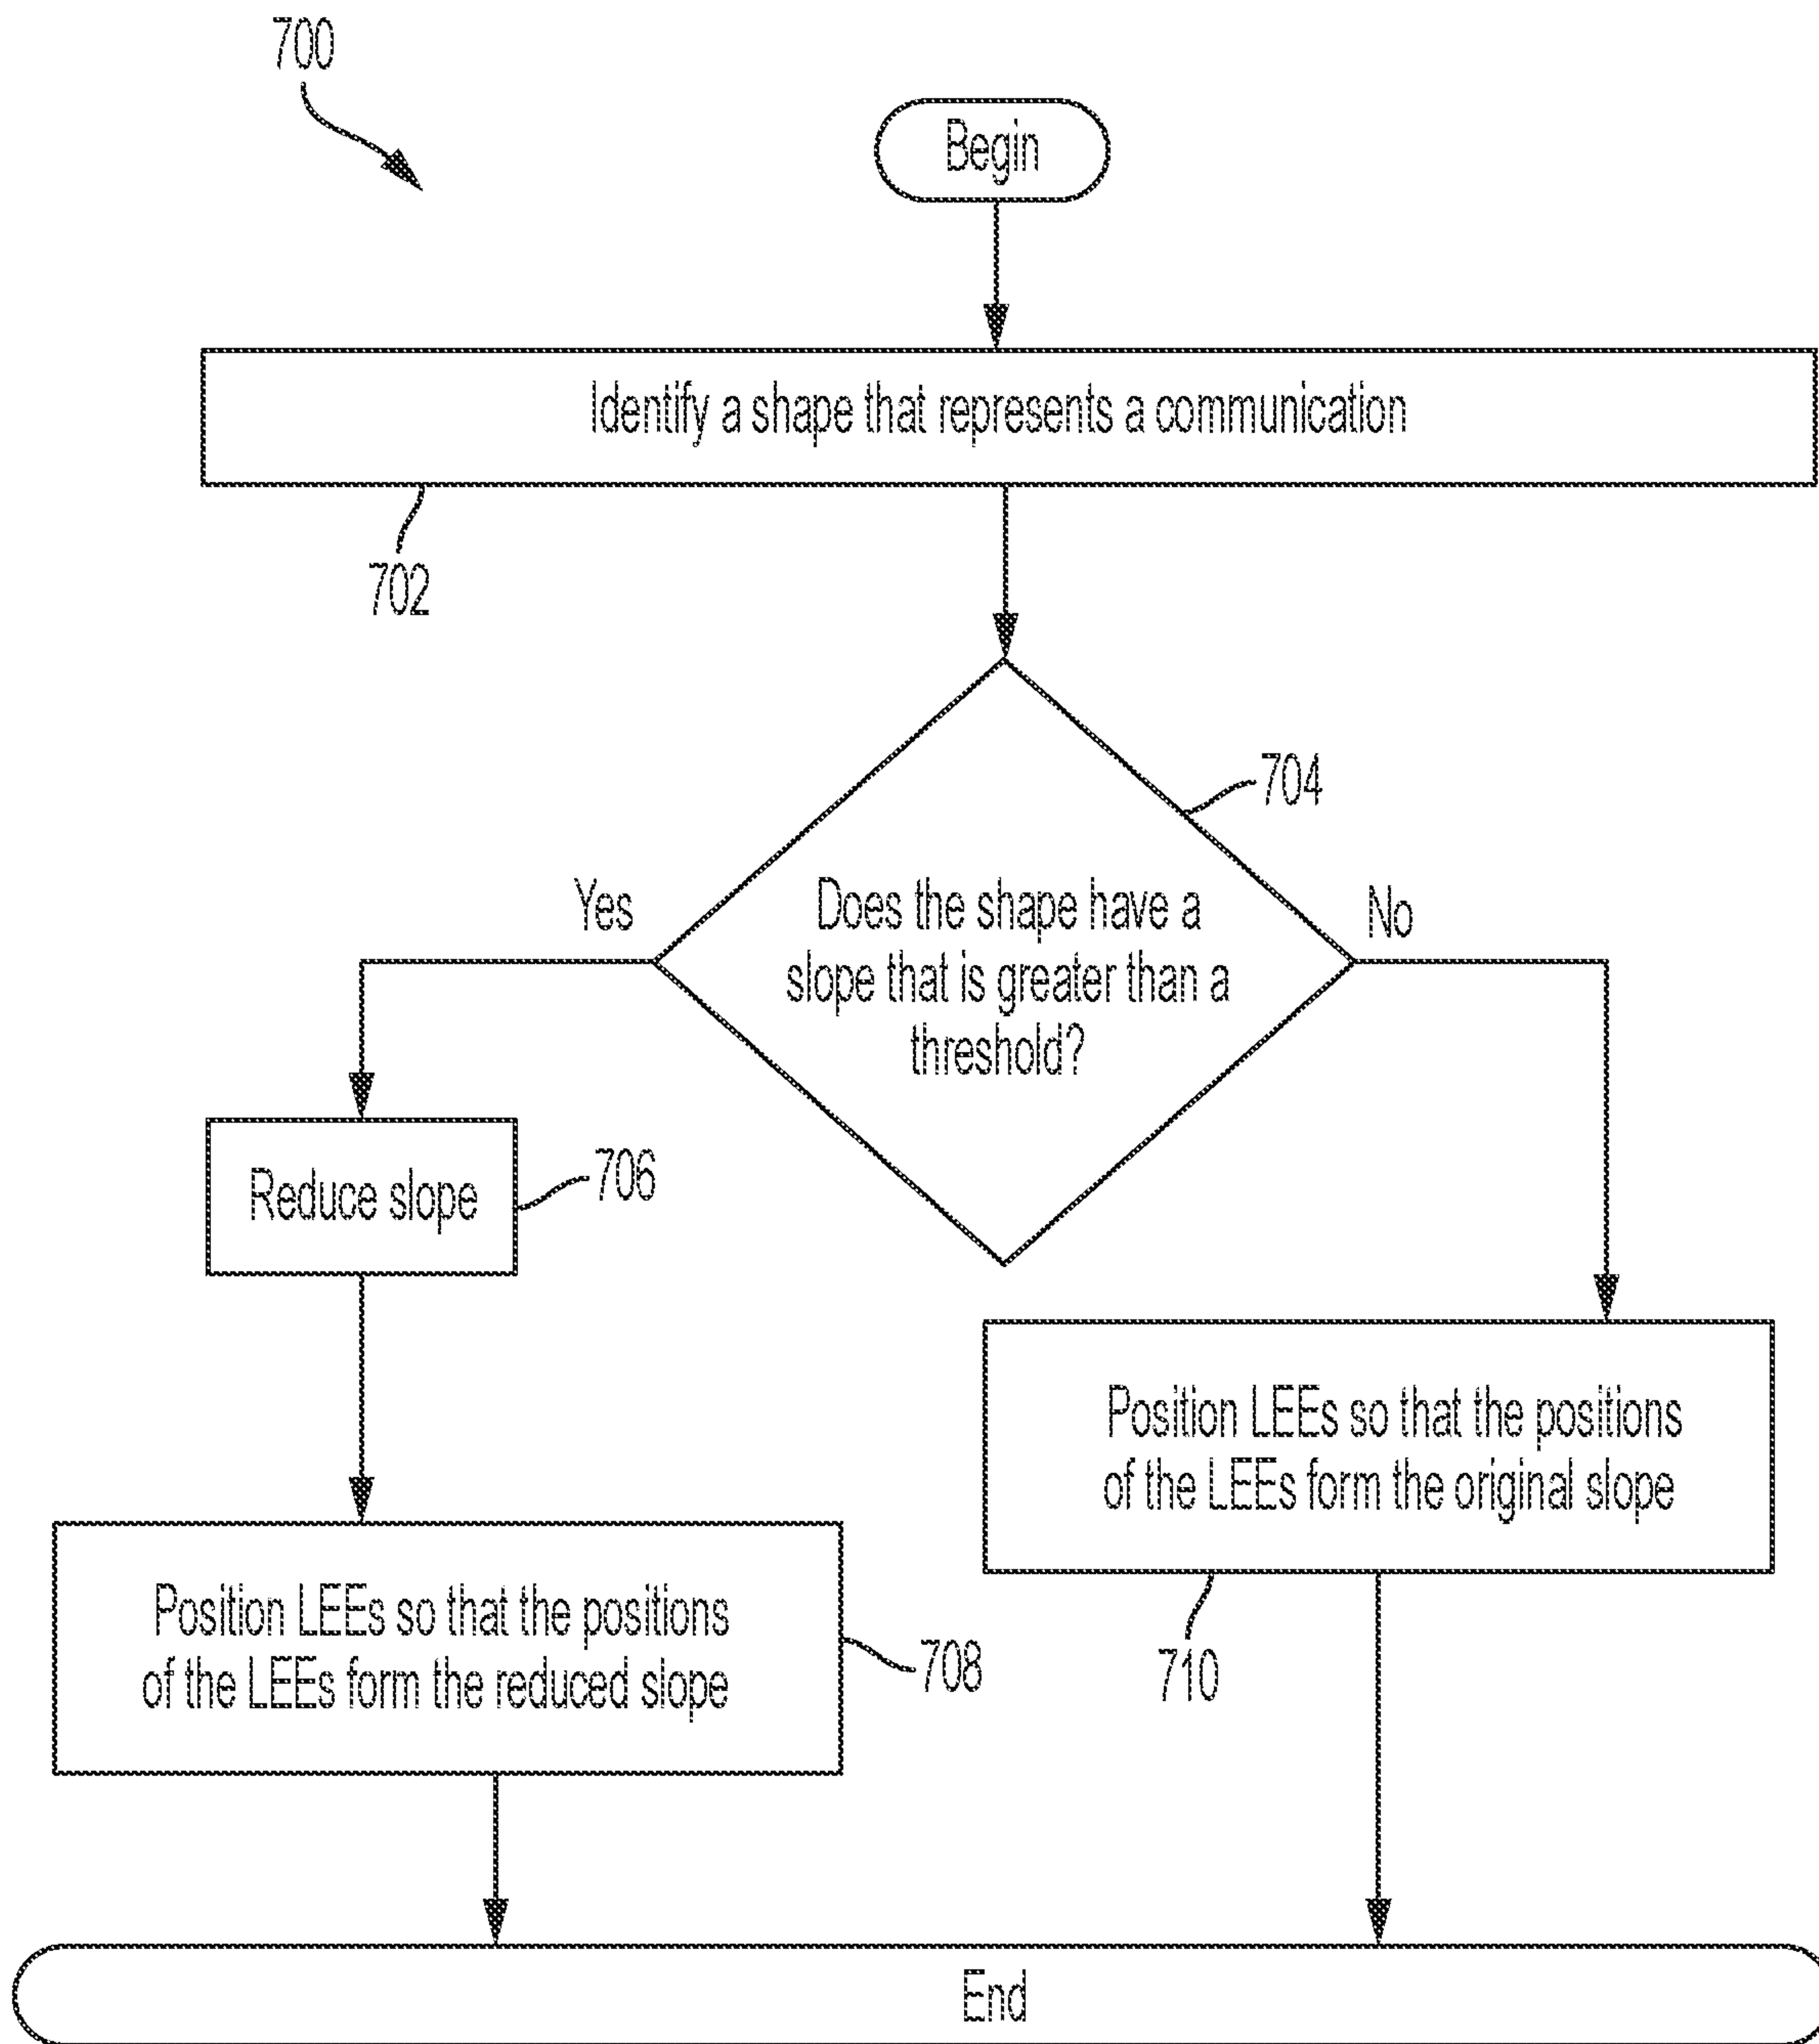 700
Begin
Identify a shape that represents a communication
702
704
Yes
Does the shape have a
slope that is greater than a
threshold?
No
Reduce slope
706
Position LEEs so that the positions
of the LEEs form the original slope
710
Position LEEs so that the positions
of the LEEs form the reduced slope
708
End